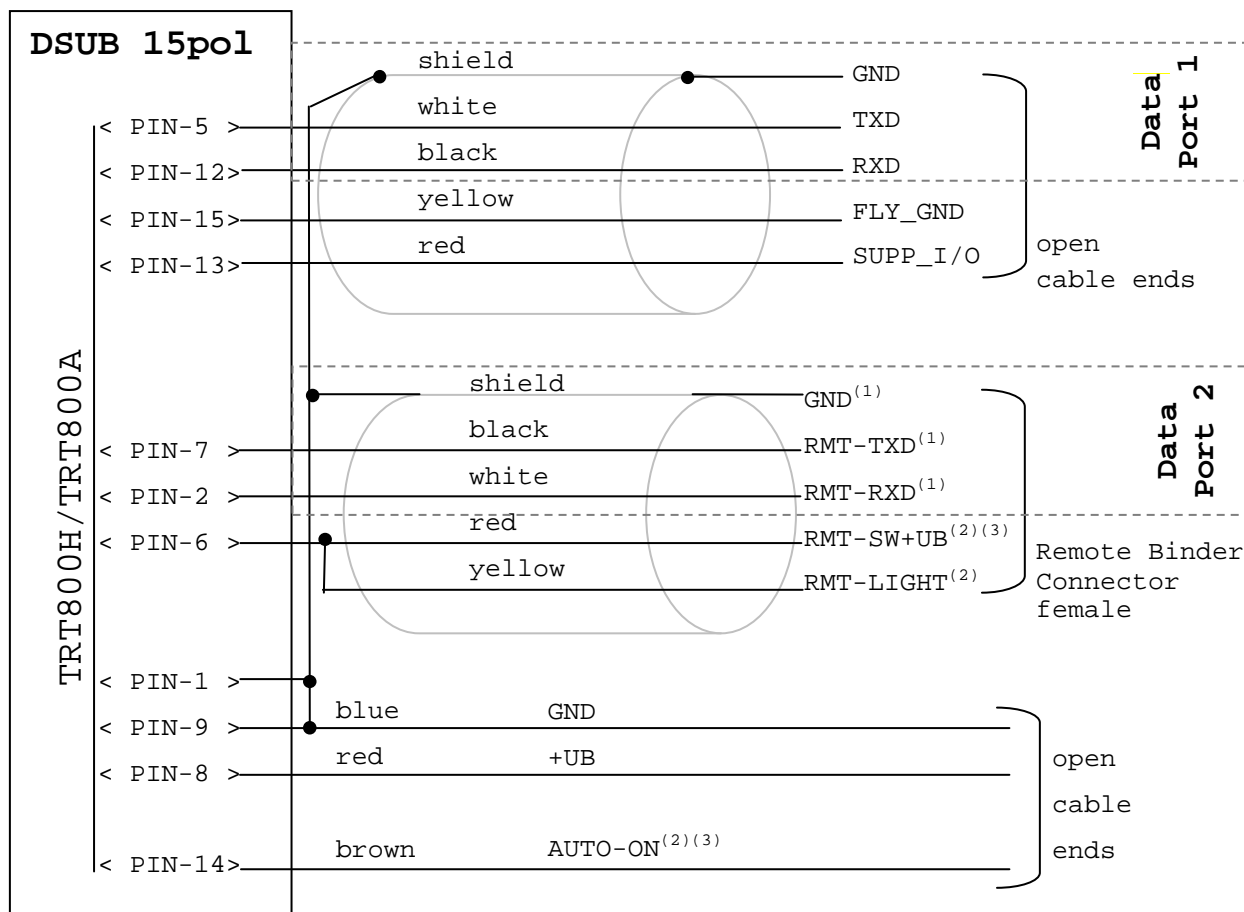 DSUB 15pol
TRT800H/TRT800A
shield
GND
< PIN-5 >
white
TXD
< PIN-12>
black
RXD
Data
Port 1
< PIN-15>
yellow
FLY_GND
< PIN-13>
red
SUPP_I/O
open
cable ends
shield
GND(1)
< PIN-7 >
black
RMT-TXD(1)
< PIN-2 >
white
RMT-RXD(1)
Data
Port 2
< PIN-6 >
red
RMT-SW+UB(2)(3)
yellow
RMT-LIGHT(2)
Remote Binder
Connector
female
< PIN-1 >
< PIN-9 >
blue
GND
< PIN-8 >
red
+UB
< PIN-14>
brown
AUTO-ON(2)(3)
open
cable
ends